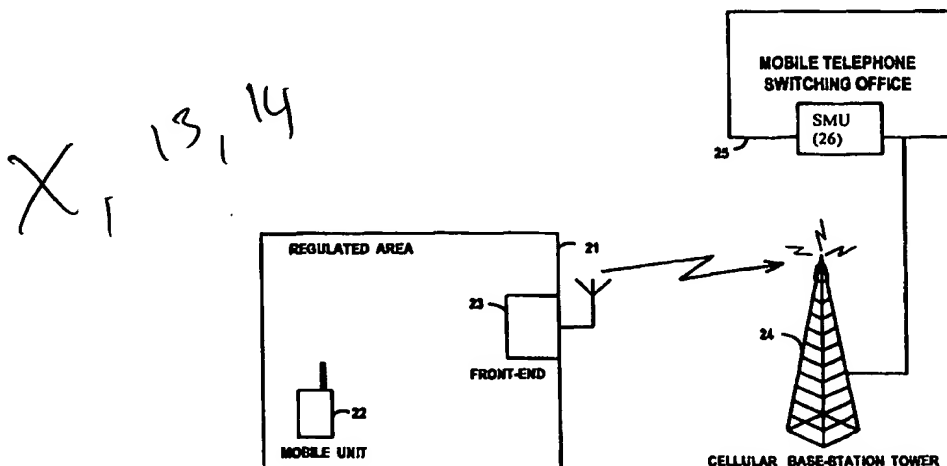 MOBILE TELEPHONE
SWITCHING OFFICE
SMU
(26)
25
X, 13, 14
REGULATED AREA
21
23
24
FRONT-END
22
MOBILE UNIT
CELLULAR BASE-STATION TOWER